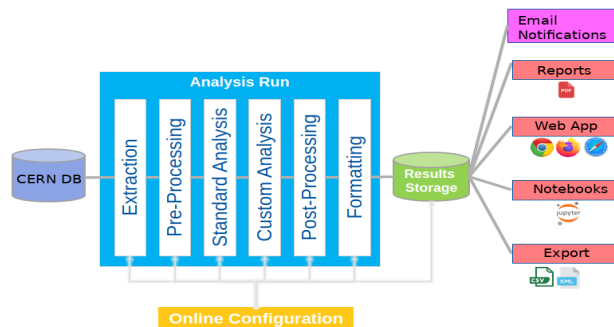 Email
Notifications
Analysis Run
Reports
PDF
Extraction
Pre-Processing
Standard Analysis
Custom Analysis
Post-Processing
Formatting
Web App
CERN DB
Results
Storage
Notebooks
jupyter
Export
CSV
XML
Online Configuration